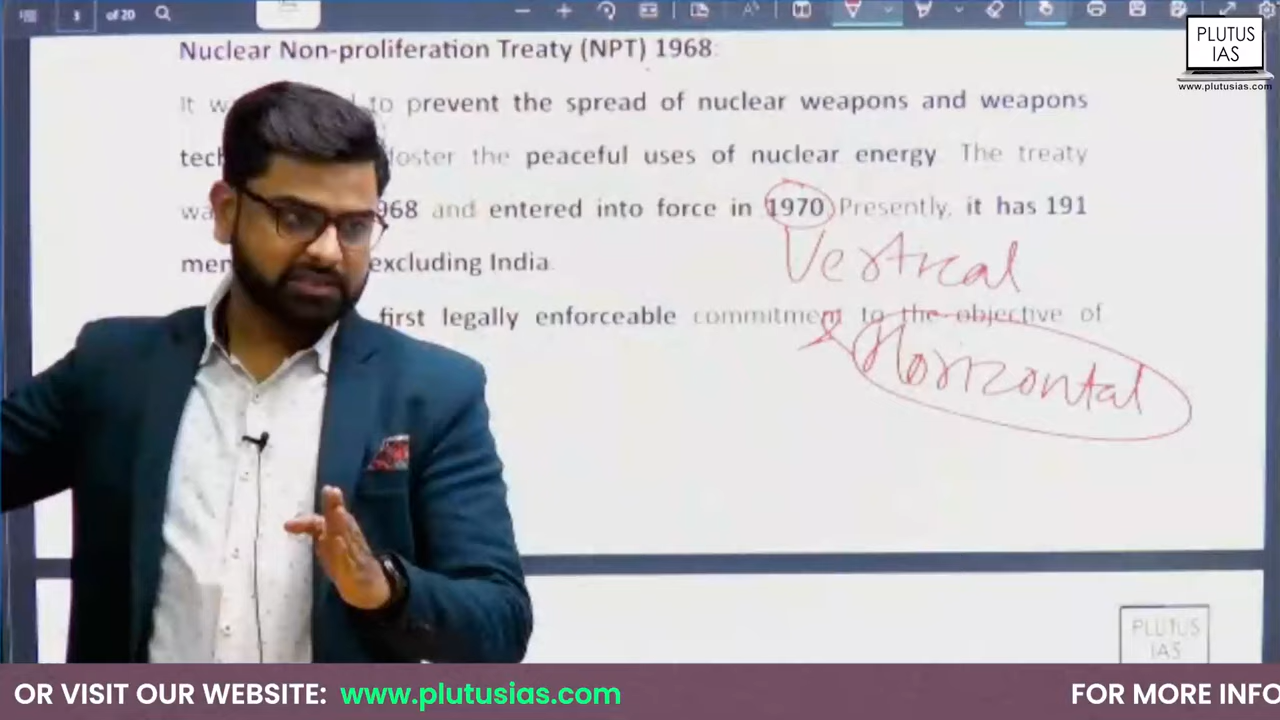 3 of 20
PLUTUS
IAS
www.plutusias.com
Nuclear Non-proliferation Treaty (NPT) 1968:
It w to prevent the spread of nuclear weapons and weapons
tech foster the peaceful uses of nuclear energy. The treaty
wa 968 and entered into force in 1970 Presently, it has 191
mem excluding India.
Vertical
first legally enforceable commitment to the objective of
& Horizontal
PLUTUS
IAS
OR VISIT OUR WEBSITE: www.plutusias.com FOR MORE INFO